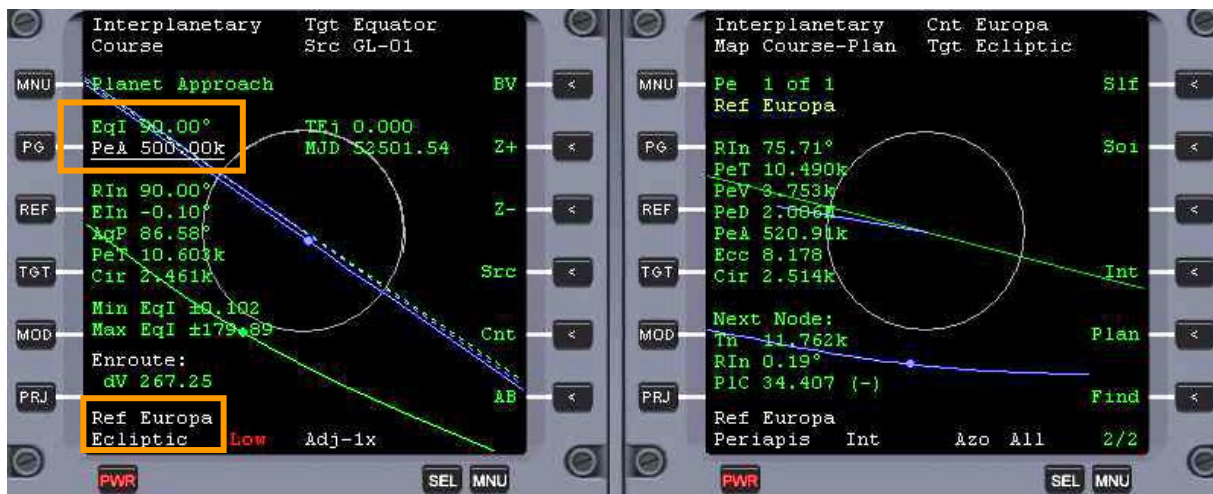 Interplanetary Tgt Equator
Course Src GL-01
MNU Planet Approach BV <
EqI 90.00° TEj 0.000
PG PeA 500.00k MJD 52501.54 Z+ <
RIn 90.00°
REF EIn -0.10° Z- <
AgP 86.58°
PeT 10.603k
TGT Cir 2.461k Src <
Min EqI ±0.102
MOD Max EqI ±179.89 Cnt <
Enroute:
dV 267.25
PRJ AB <
Ref Europa
Ecliptic Low Adj-1x
PWR SEL MNU
Interplanetary Cnt Europa
Map Course-Plan Tgt Ecliptic
MNU Pe 1 of 1 Slf <
Ref Europa
PG RIn 75.71° Soi <
PeT 10.490k
PeV 3.753k
REF PeD 2.086M <
PeA 520.91k
Ecc 8.178
TGT Cir 2.514k Int <
Next Node:
MOD Tn 11.762k Plan <
RIn 0.19°
PlC 34.407 (-)
PRJ Find <
Ref Europa
Periapis Int Azo All 2/2
PWR SEL MNU